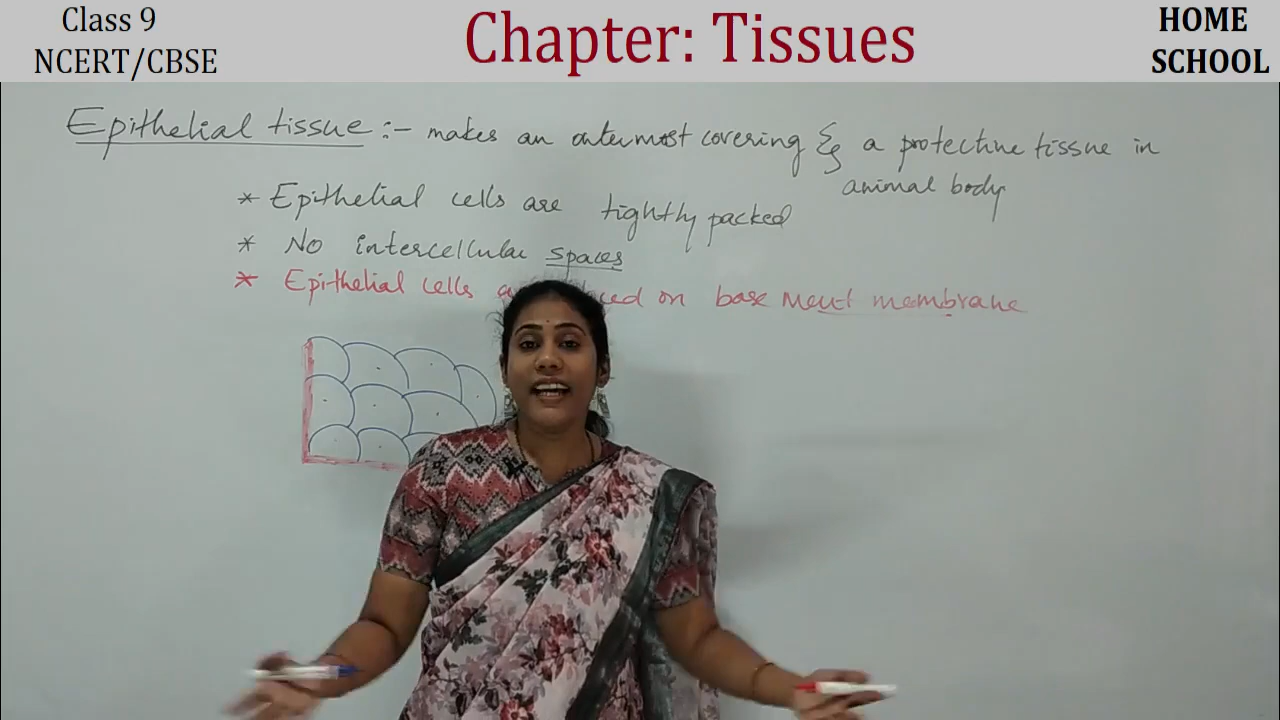 Class 9
NCERT/CBSE
Chapter: Tissues
HOME
SCHOOL
Epithelial tissue :- makes an outermost covering & a protective tissue in
animal body
* Epithelial cells are tightly packed
* No intercellular spaces
* Epithelial cells on basement membrane